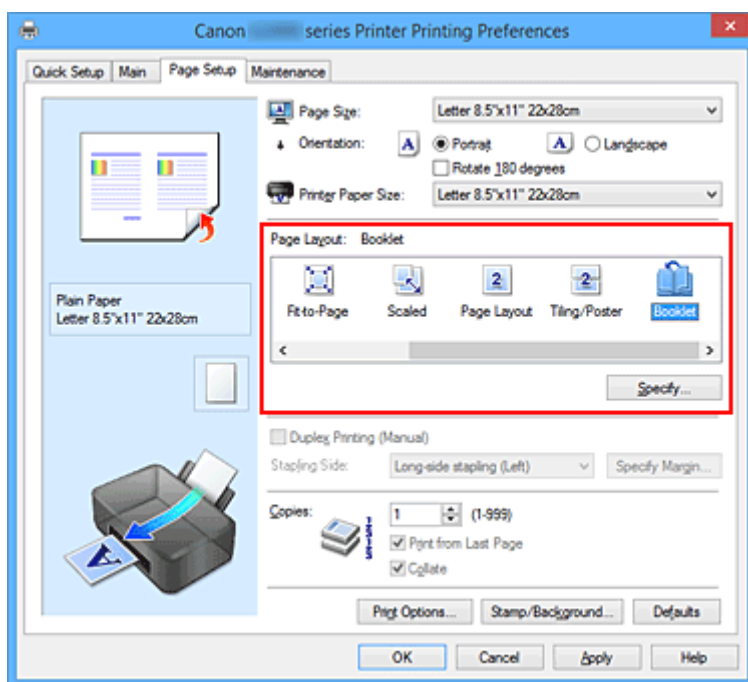 Canon series Printer Printing Preferences
Quick Setup Main Page Setup Maintenance
Page Size: Letter 8.5"x11" 22x28cm
Orientation: A Portrait A Landscape
Rotate 180 degrees
Printer Paper Size: Letter 8.5"x11" 22x28cm
Page Layout: Booklet
2 2
Fit-to-Page Scaled Page Layout Tiling/Poster Booklet
Plain Paper
Letter 8.5"x11" 22x28cm
Specify...
Duplex Printing (Manual)
Stapling Side: Long-side stapling (Left) Specify Margin...
Copies: 1 (1-999)
Print from Last Page
Collate
A
Print Options... Stamp/Background... Defaults
OK Cancel Apply Help